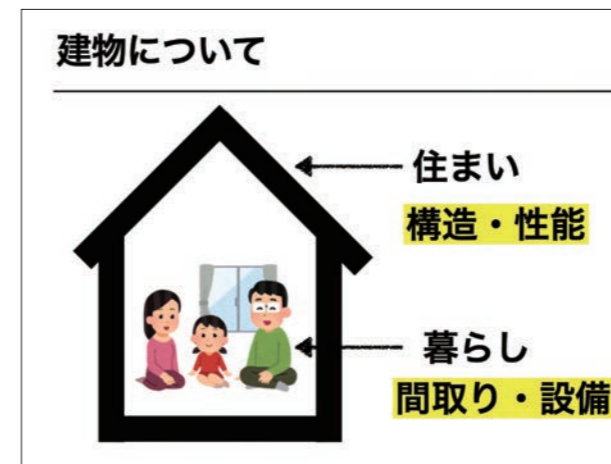 建物について
住まい
構造・性能
暮らし
間取り・設備